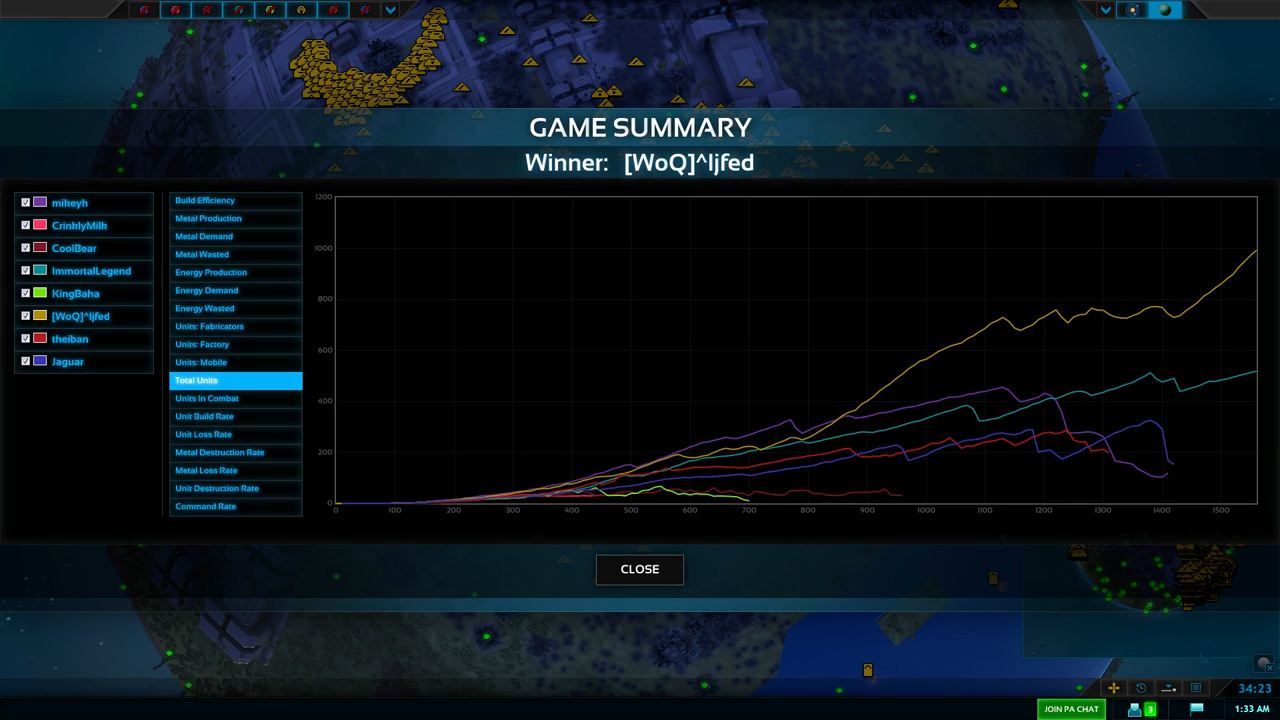 GAME SUMMARY
Winner: [WoQ]^ljfed
mikeyh
CrinklyMilk
CoolBear
ImmortalLegend
KingBaha
[WoQ]^ljfed
theiban
Jaguar
Build Efficiency
Metal Production
Metal Demand
Metal Wasted
Energy Production
Energy Demand
Energy Wasted
Units: Fabricators
Units: Factory
Units: Mobile
Total Units
Units In Combat
Unit Build Rate
Unit Loss Rate
Metal Destruction Rate
Metal Loss Rate
Unit Destruction Rate
Command Rate
1200
1000
800
600
400
200
0
0 100 200 300 400 500 600 700 800 900 1000 1100 1200 1300 1400 1500
CLOSE
34:23
JOIN PA CHAT 3 1:33 AM